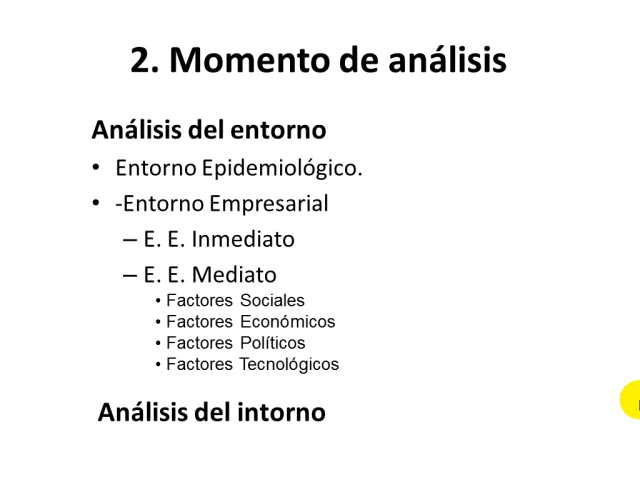 2. Momento de análisis
Análisis del entorno
• Entorno Epidemiológico.
• -Entorno Empresarial
– E. E. Inmediato
– E. E. Mediato
• Factores Sociales
• Factores Económicos
• Factores Políticos
• Factores Tecnológicos
Análisis del intorno